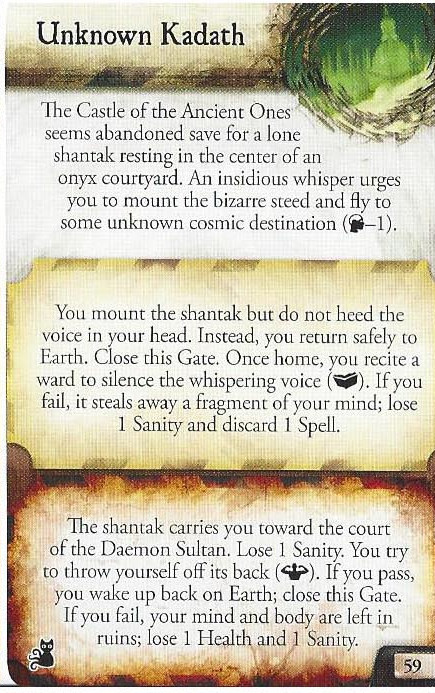 Unknown Kadath
The Castle of the Ancient Ones
seems abandoned save for a lone
shantak resting in the center of an
onyx courtyard. An insidious whisper urges
you to mount the bizarre steed and fly to
some unknown cosmic destination (–1).
You mount the shantak but do not heed the
voice in your head. Instead, you return safely to
Earth. Close this Gate. Once home, you recite a
ward to silence the whispering voice (). If you
fail, it steals away a fragment of your mind; lose
1 Sanity and discard 1 Spell.
The shantak carries you toward the court
of the Daemon Sultan. Lose 1 Sanity. You try
to throw yourself off its back (). If you pass,
you wake up back on Earth; close this Gate.
If you fail, your mind and body are left in
ruins; lose 1 Health and 1 Sanity.
59